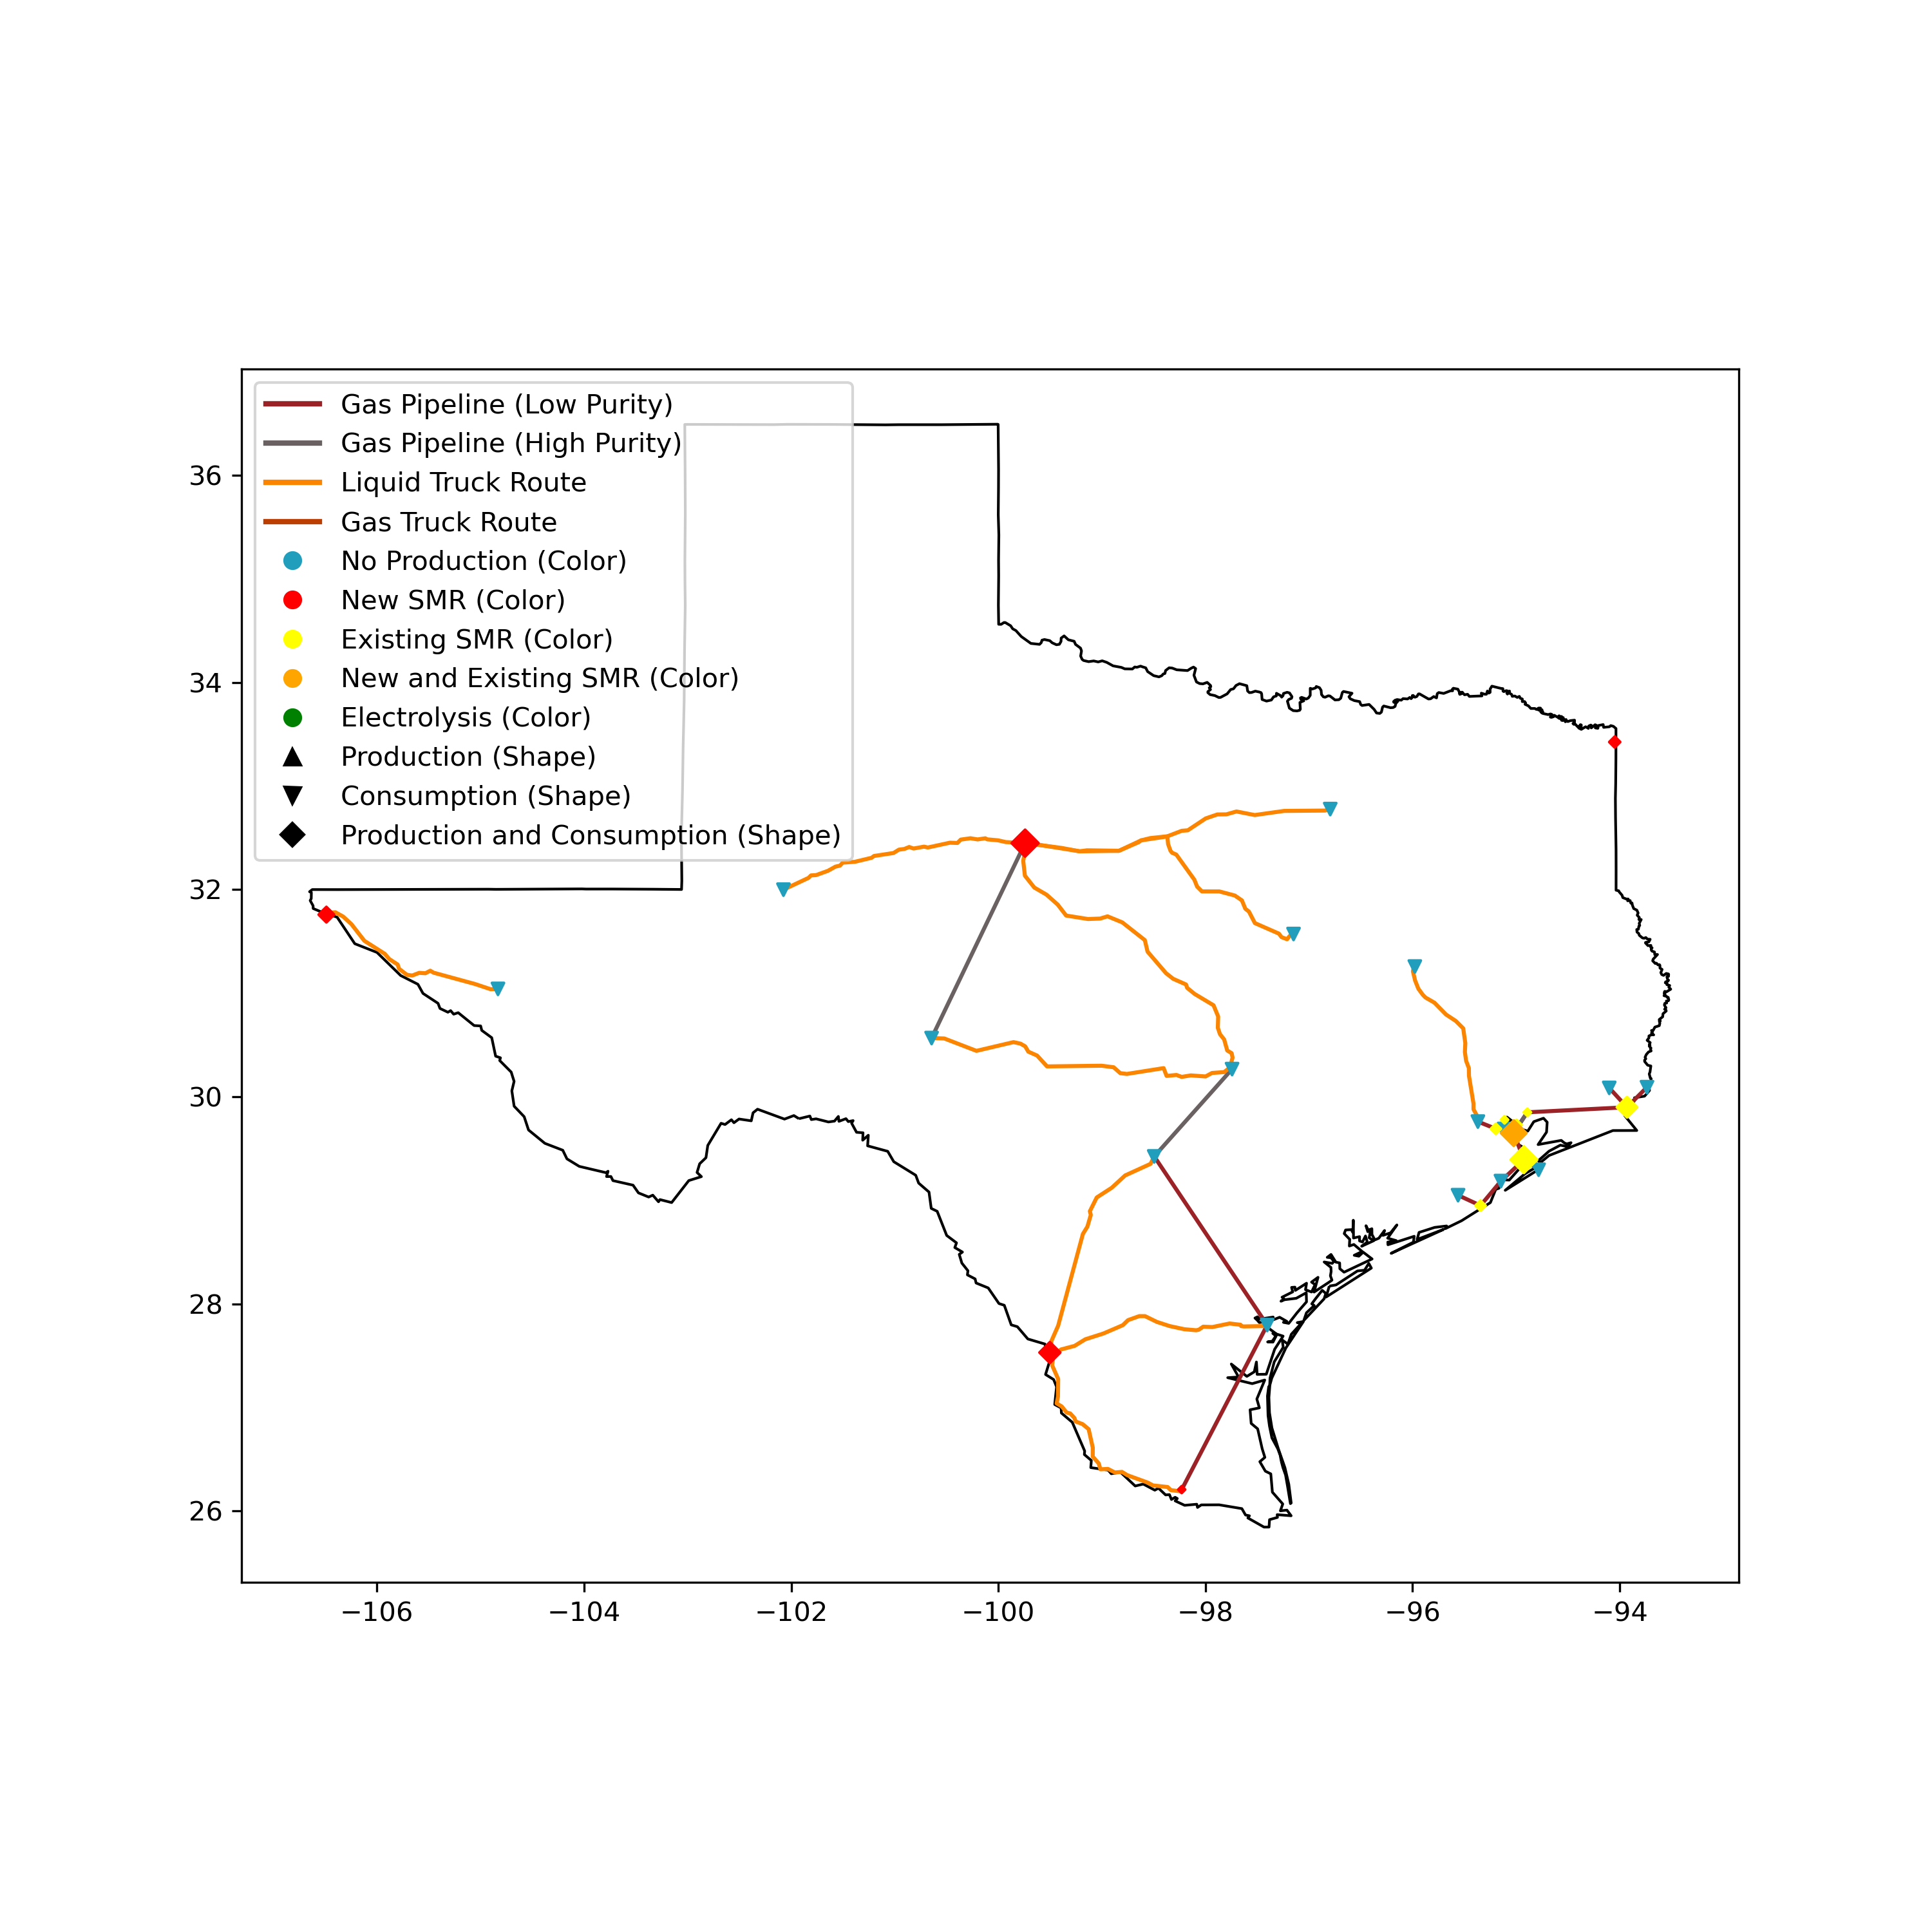 Gas Pipeline (Low Purity)
Gas Pipeline (High Purity)
Liquid Truck Route
Gas Truck Route
No Production (Color)
New SMR (Color)
Existing SMR (Color)
New and Existing SMR (Color)
Electrolysis (Color)
Production (Shape)
Consumption (Shape)
Production and Consumption (Shape)
36
34
32
30
28
26
−106 −104 −102 −100 −98 −96 −94